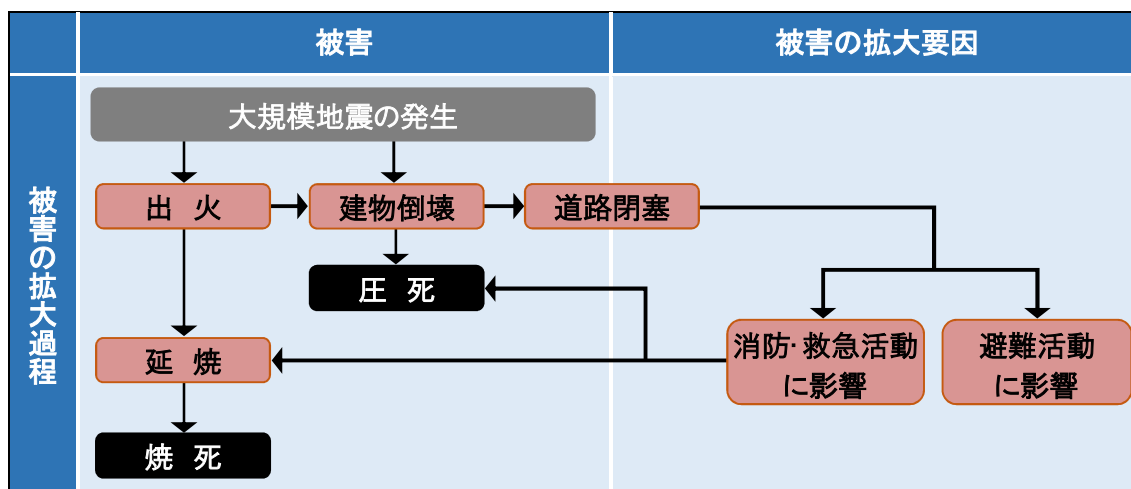 被害
被害の拡大要因
被害の拡大過程
大規模地震の発生
出 火
建物倒壊
道路閉塞
圧 死
延 焼
消防・救急活動
に影響
避難活動
に影響
焼 死